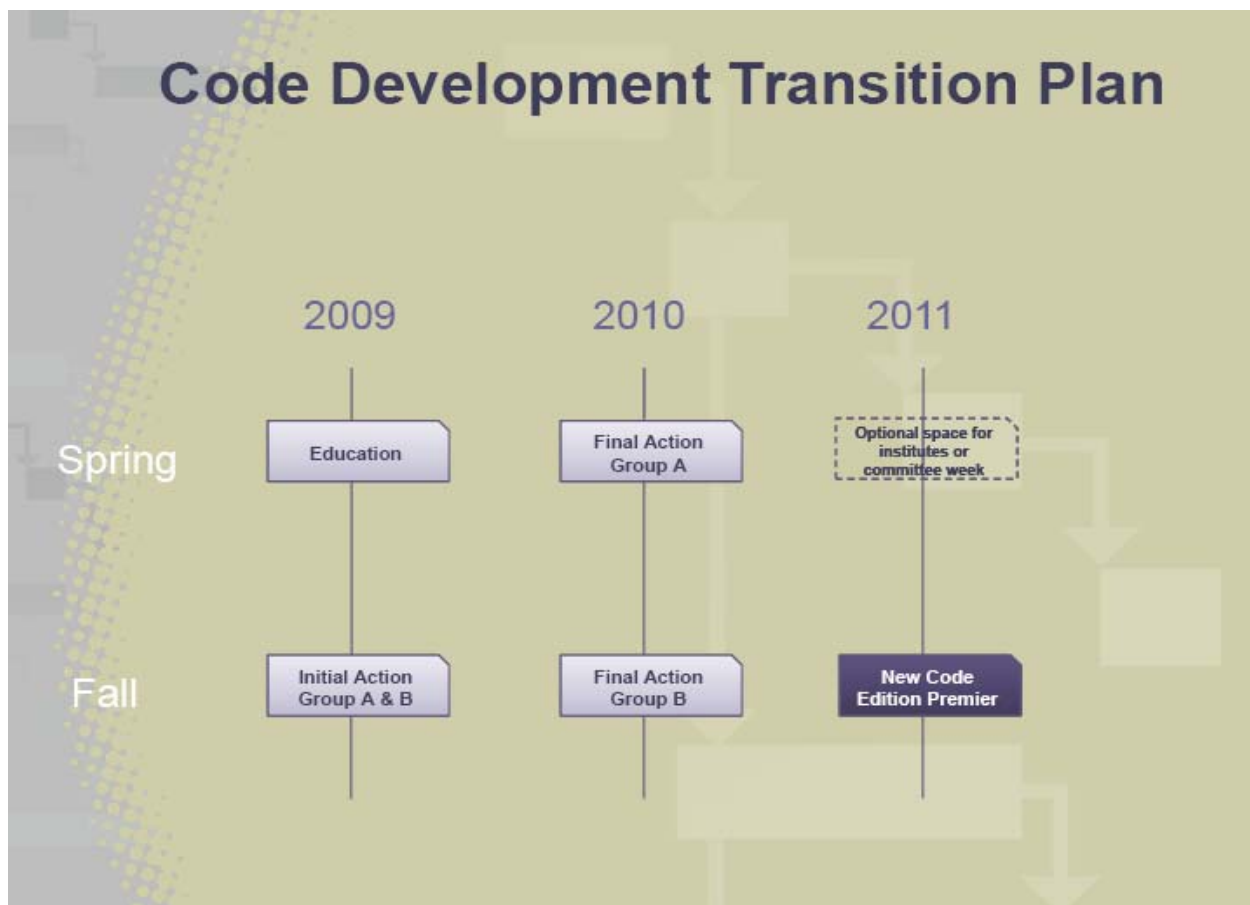 Code Development Transition Plan
2009
2010
2011
Spring
Education
Final Action
Group A
Optional space for
institutes or
committee week
Fall
Initial Action
Group A & B
Final Action
Group B
New Code
Edition Premier